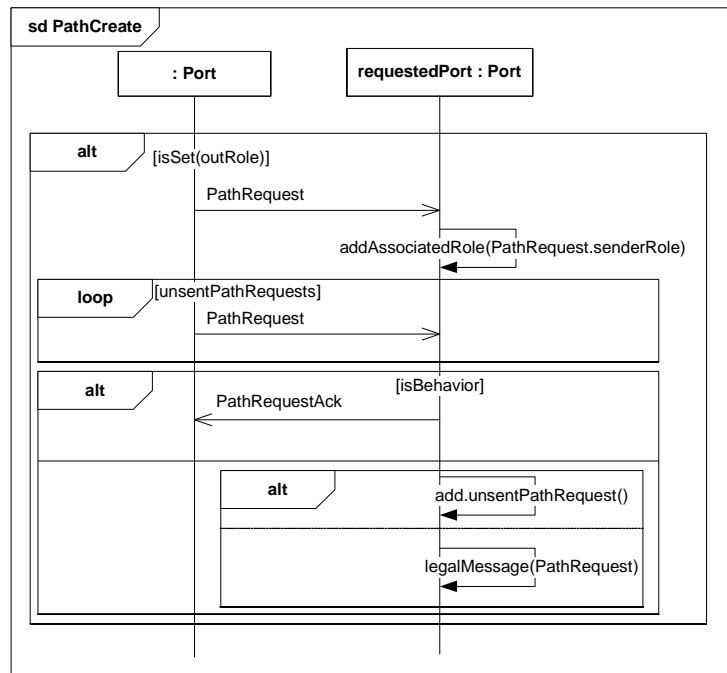 sd PathCreate
: Port
requestedPort : Port
alt
[isSet(outRole)]
PathRequest
addAssociatedRole(PathRequest.senderRole)
loop
[unsentPathRequests]
PathRequest
alt
[isBehavior]
PathRequestAck
alt
add.unsentPathRequest()
legalMessage(PathRequest)